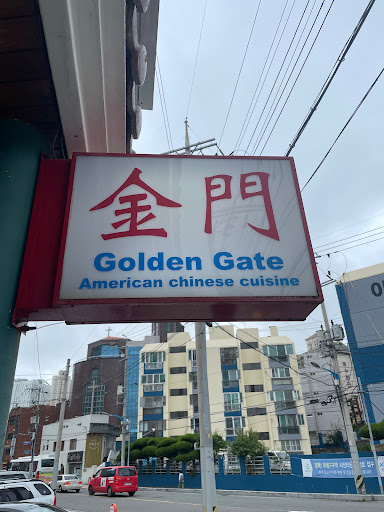 金門
Golden Gate
American chinese cuisine